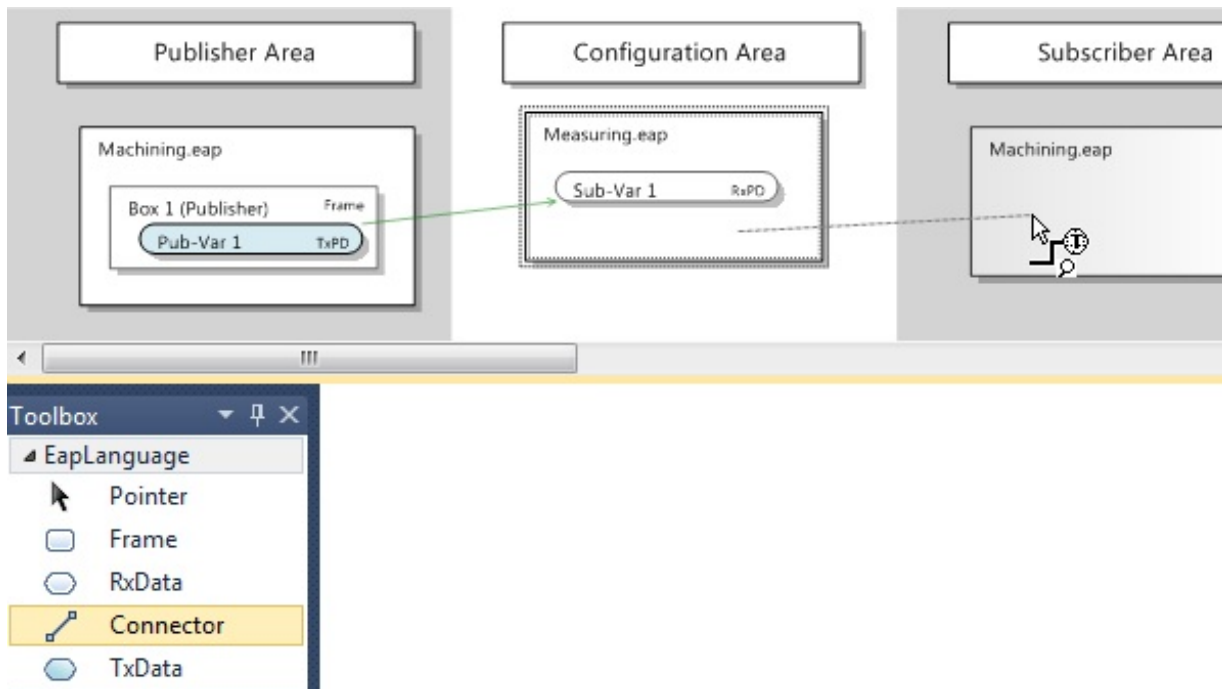 Publisher Area
Configuration Area
Subscriber Area
Machining.eap
Box 1 (Publisher) Frame
Pub-Var 1 TxPD
Measuring.eap
Sub-Var 1 RxPD
Machining.eap
Toolbox
EapLanguage
Pointer
Frame
RxData
Connector
TxData